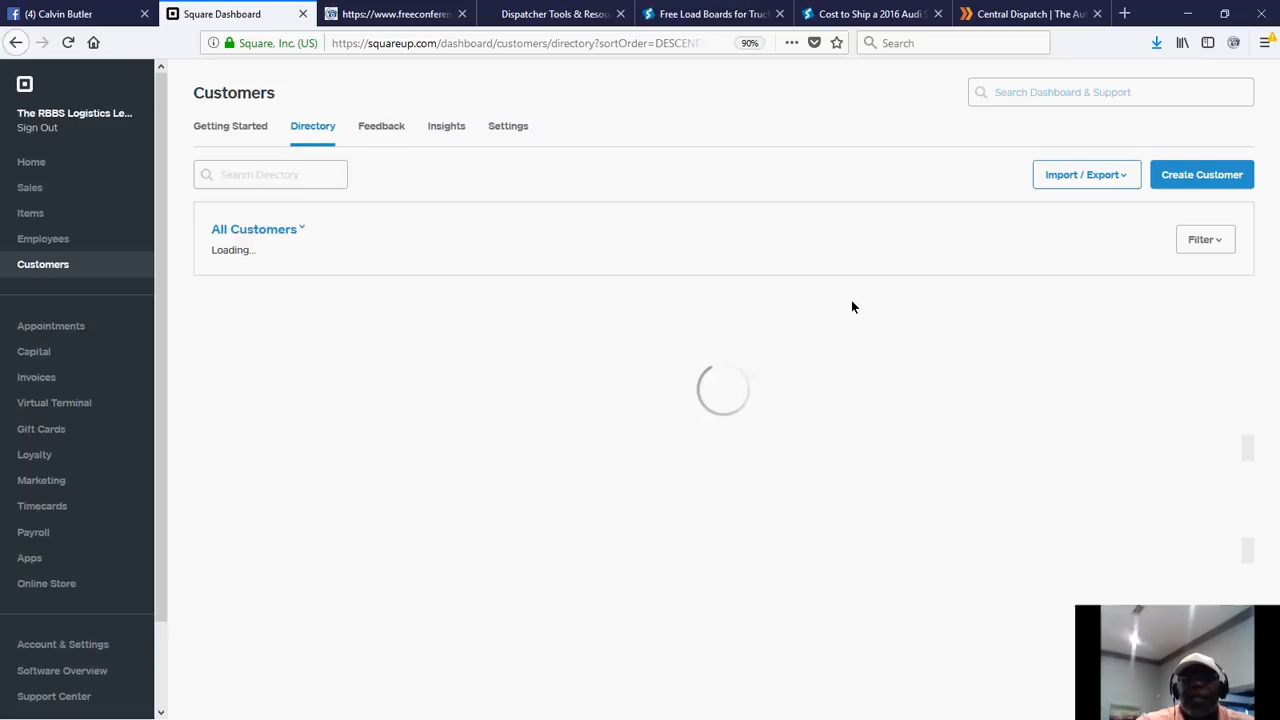 (4) Calvin Butler
Square Dashboard
https://www.freeconferen
Dispatcher Tools & Resou
Free Load Boards for Truck
Cost to Ship a 2016 Audi S
Central Dispatch | The Au
Square, Inc. (US)
https://squareup.com/dashboard/customers/directory?sortOrder=DESCEND
90%
Search
The RBBS Logistics Le...
Sign Out
Home
Sales
Items
Employees
Customers
Appointments
Capital
Invoices
Virtual Terminal
Gift Cards
Loyalty
Marketing
Timecards
Payroll
Apps
Online Store
Account & Settings
Software Overview
Support Center
Customers
Search Dashboard & Support
Getting Started
Directory
Feedback
Insights
Settings
Search Directory
Import / Export
Create Customer
All Customers
Loading...
Filter